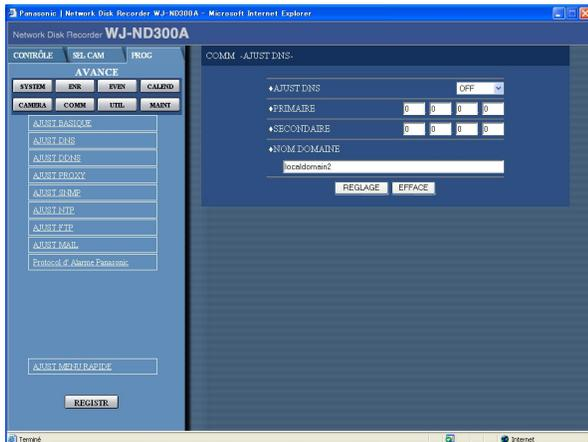 Panasonic | Network Disk Recorder WJ-ND300A - Microsoft Internet Explorer
Network Disk Recorder WJ-ND300A
CONTRÔLE SEL CAM PROG
AVANCE
SYSTEM ENR EVEN CALEND
CAMERA COMM UTIL MAINT
AJUST BASIQUE
AJUST DNS
AJUST DDNS
AJUST PROXY
AJUST SNMP
AJUST NTP
AJUST FTP
AJUST MAIL
Protocol d' Alarme Panasonic
AJUST MENU RAPIDE
REGISTR
COMM -AJUST DNS-
♦AJUST DNS OFF
♦PRIMAIRE 0 0 0 0
♦SECONDAIRE 0 0 0 0
♦NOM DOMAINE
localdomain2
REGLAGE EFFACE
Terminé Internet